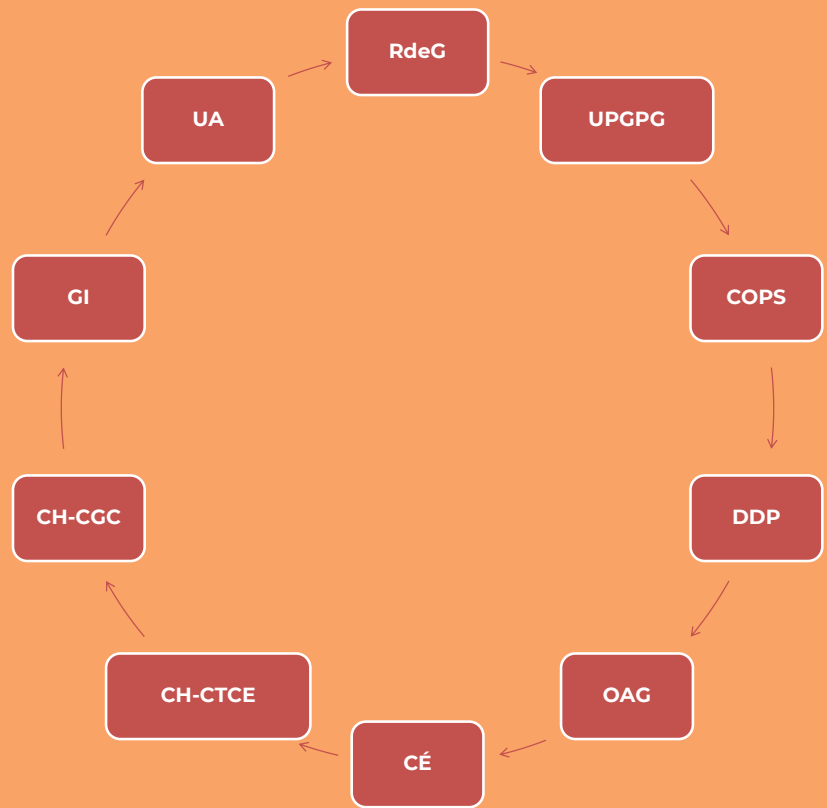 RdeG
UPGPG
COPS
DDP
OAG
CÉ
CH-CTCE
CH-CGC
GI
UA